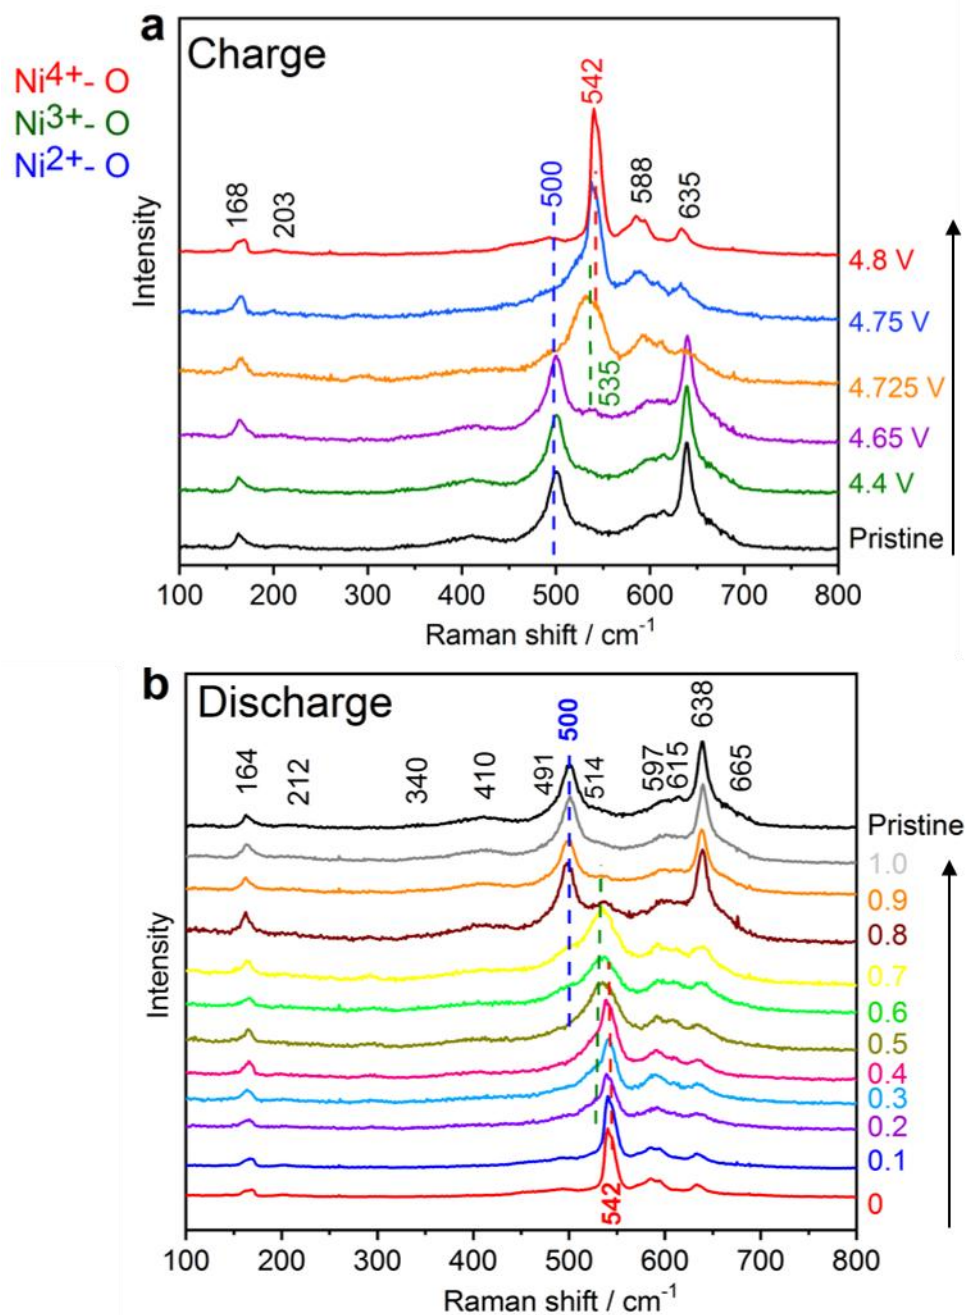 a
Charge
Ni4+- O
Ni3+- O
Ni2+- O
168
203
500
542
588
635
535
4.8 V
4.75 V
4.725 V
4.65 V
4.4 V
Pristine
Intensity
100 200 300 400 500 600 700 800
Raman shift / cm-1
b
Discharge
164
212
340
410
491
500
514
597
615
638
665
542
Pristine
1.0
0.9
0.8
0.7
0.6
0.5
0.4
0.3
0.2
0.1
0
Intensity
100 200 300 400 500 600 700 800
Raman shift / cm-1